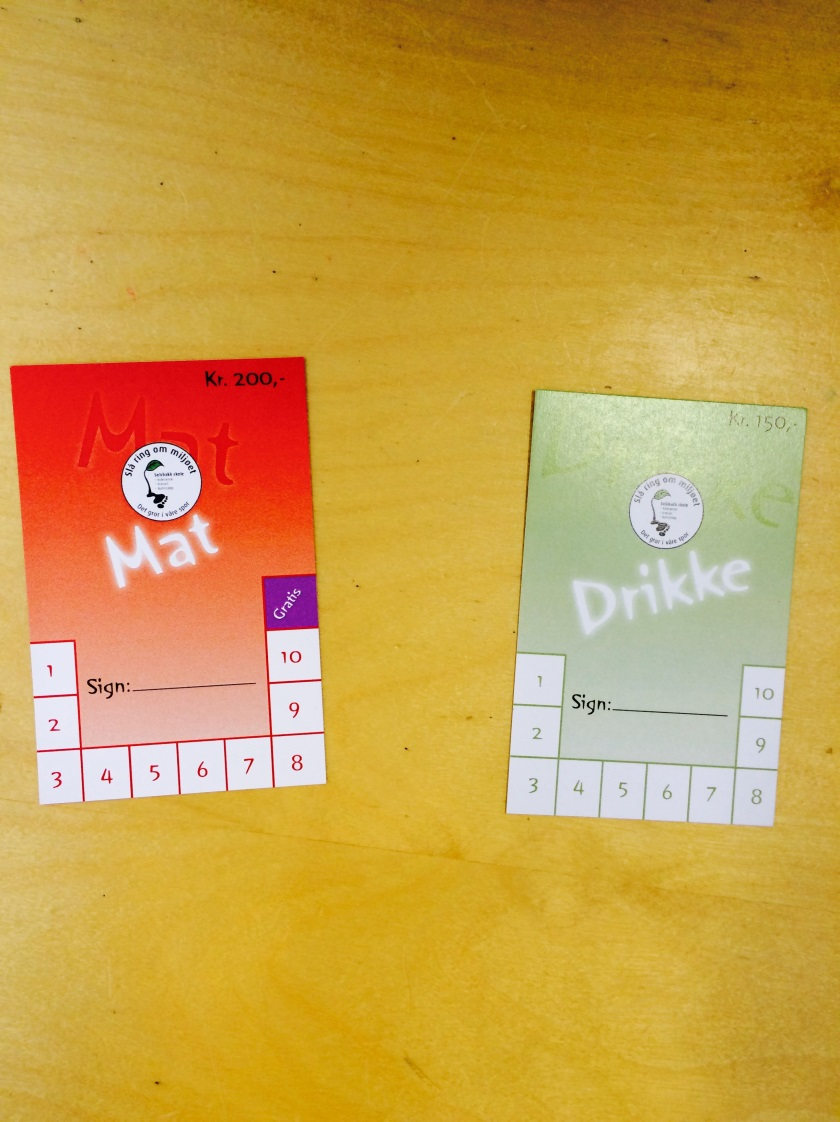 Kr. 200,-
Mat
Slå ring om miljøet
Det gror i våre spor
Mat
Gratis
1
10
Sign:
2
9
3 4 5 6 7 8
Kr. 150,-
Slå ring om miljøet
Det gror i våre spor
Drikke
1
10
Sign:
2
9
3 4 5 6 7 8